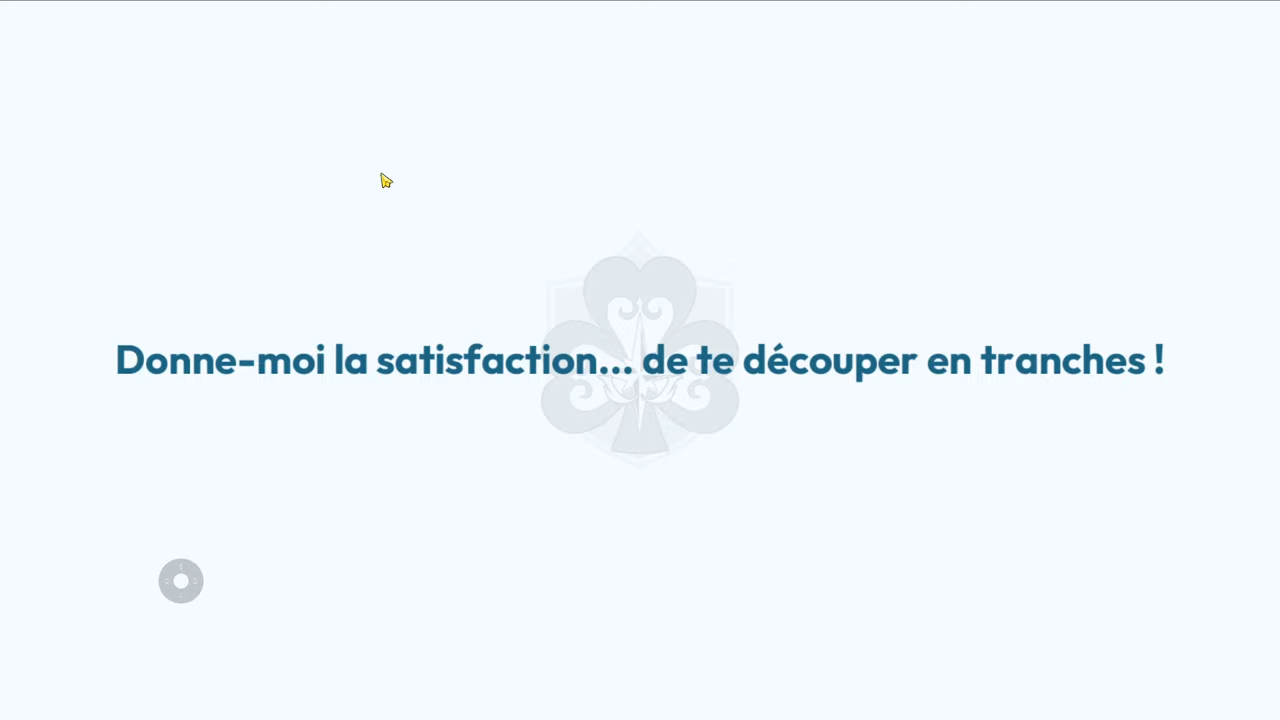 Donne-moi la satisfaction... de te découper en tranches !